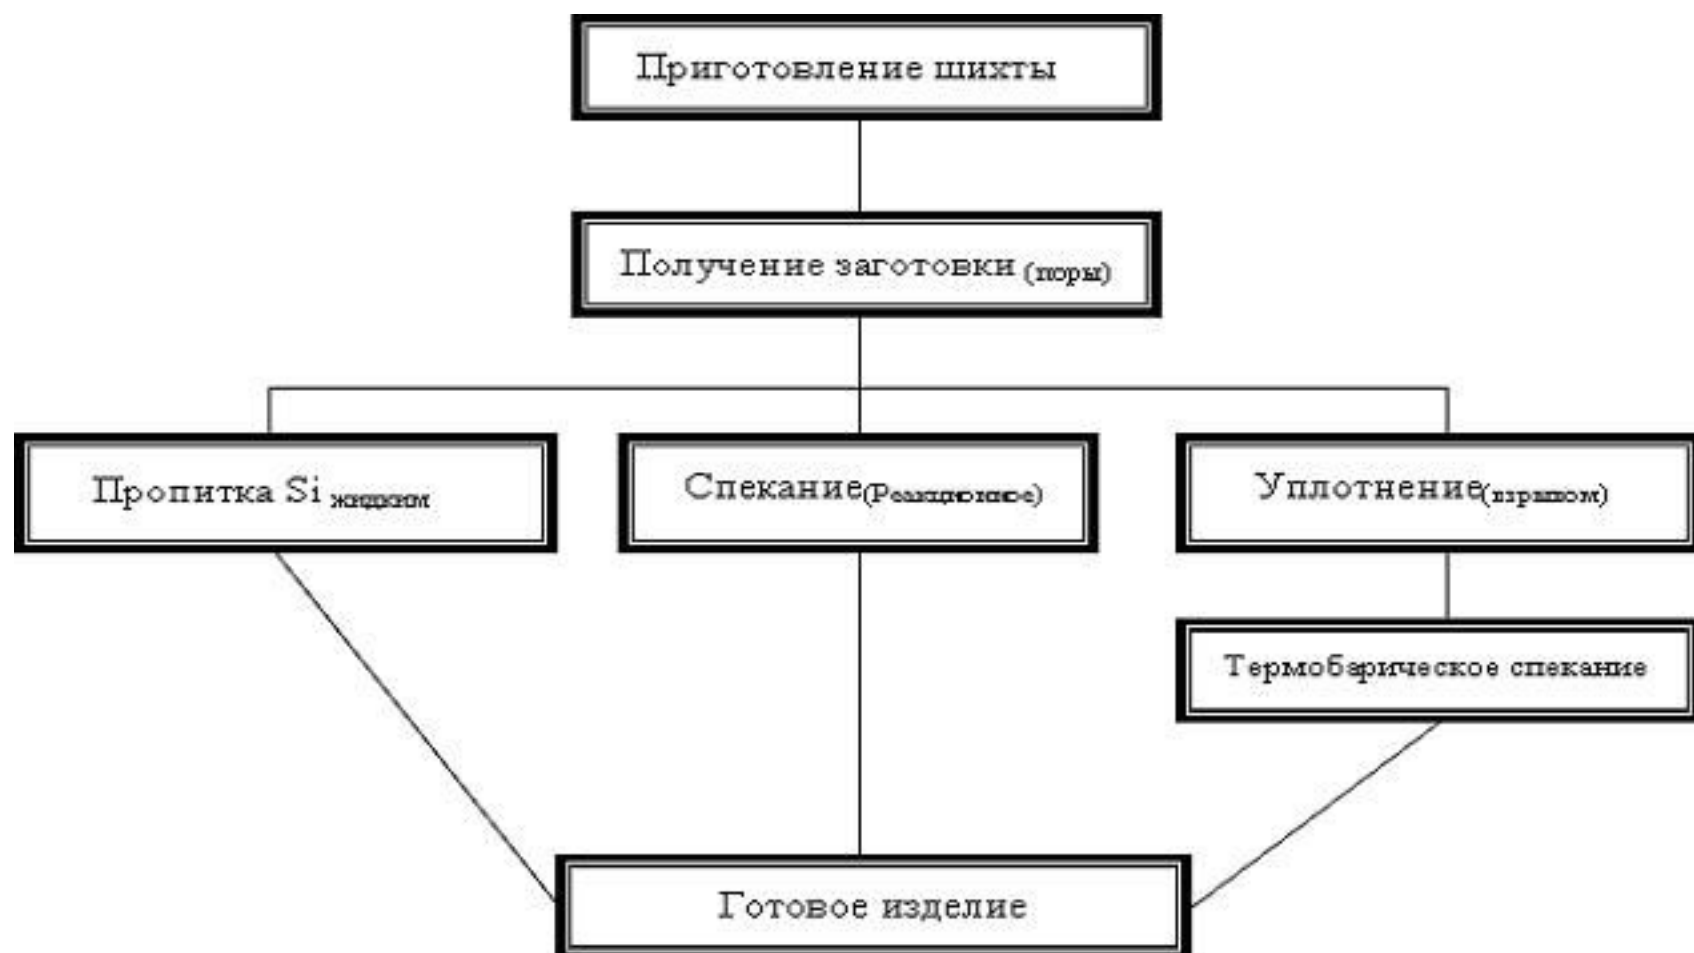 Приготовление шихты
Получение заготовки (поры)
Пропитка Si жидким
Спекание(Реакционное)
Уплотнение(взрывом)
Термобарическое спекание
Готовое изделие